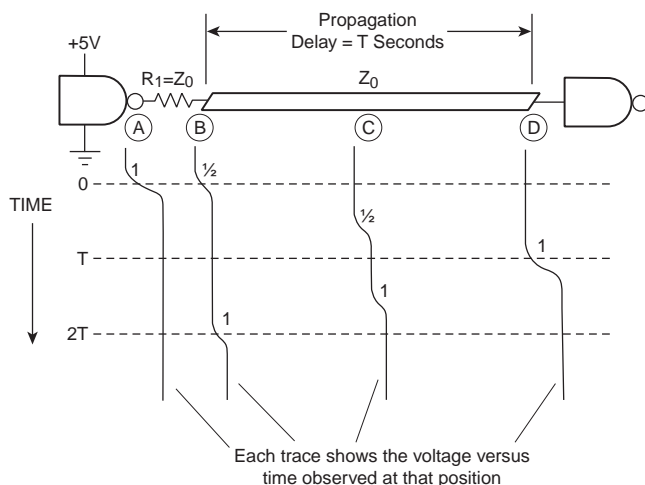 Propagation
Delay = T Seconds
+5V
R1=Z0
Z0
A
B
C
D
1
½
½
1
0
TIME
T
1
1
2T
Each trace shows the voltage versus
time observed at that position